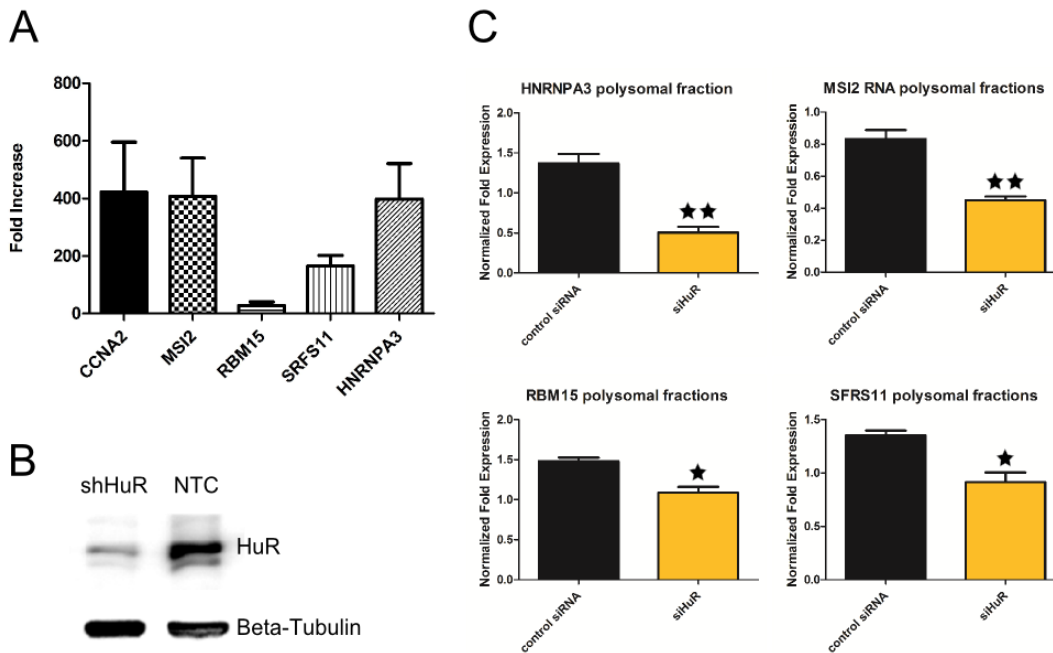 A
Fold Increase
800
600
400
200
0
CCNA2
MSI2
RBM15
SRFS11
HNRNPA3
B
shHuR NTC
HuR
Beta-Tubulin
C
HNRNPA3 polysomal fraction
Normalized Fold Expression
2.0
1.5
1.0
0.5
0.0
control siRNA
siHuR
MSI2 RNA polysomal fractions
Normalized Fold Expression
1.0
0.8
0.6
0.4
0.2
0.0
control siRNA
siHuR
RBM15 polysomal fractions
Normalized Fold Expression
2.0
1.5
1.0
0.5
0.0
control siRNA
siHuR
SFRS11 polysomal fractions
Normalized Fold Expression
1.5
1.0
0.5
0.0
control siRNA
siHuR